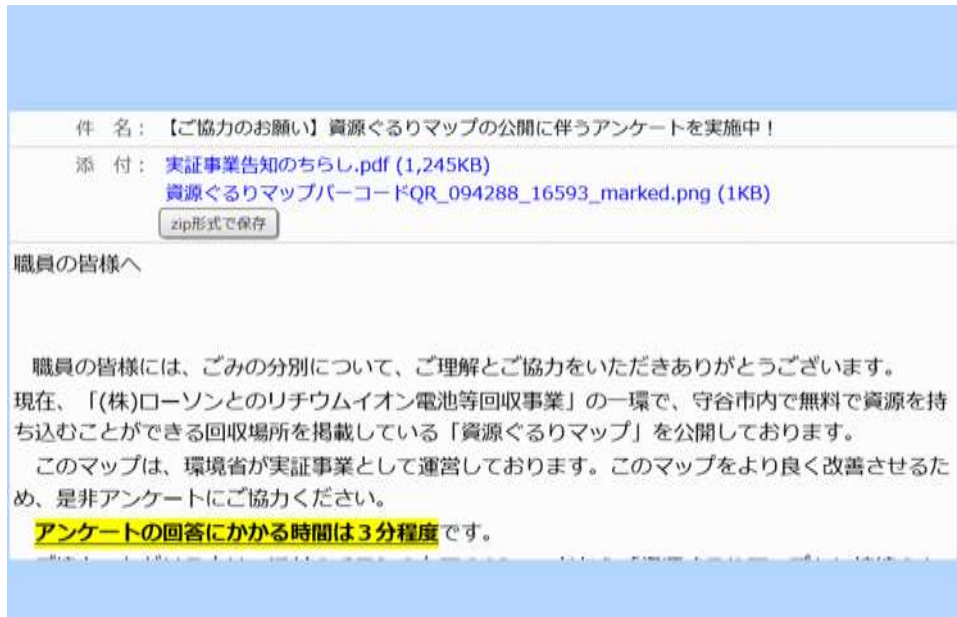 件 名： 【ご協力のお願い】資源ぐるりマップの公開に伴うアンケートを実施中！
添 付： 実証事業告知のちらし.pdf (1,245KB)
資源ぐるりマップバーコードQR_094288_16593_marked.png (1KB)
zip形式で保存
職員の皆様へ
職員の皆様には、ごみの分別について、ご理解とご協力をいただきありがとうございます。
現在、「(株)ローソンとのリチウムイオン電池等回収事業」の一環で、守谷市内で無料で資源を持
ち込むことができる回収場所を掲載している「資源ぐるりマップ」を公開しております。
このマップは、環境省が実証事業として運営しております。このマップをより良く改善させるた
め、是非アンケートにご協力ください。
アンケートの回答にかかる時間は３分程度です。